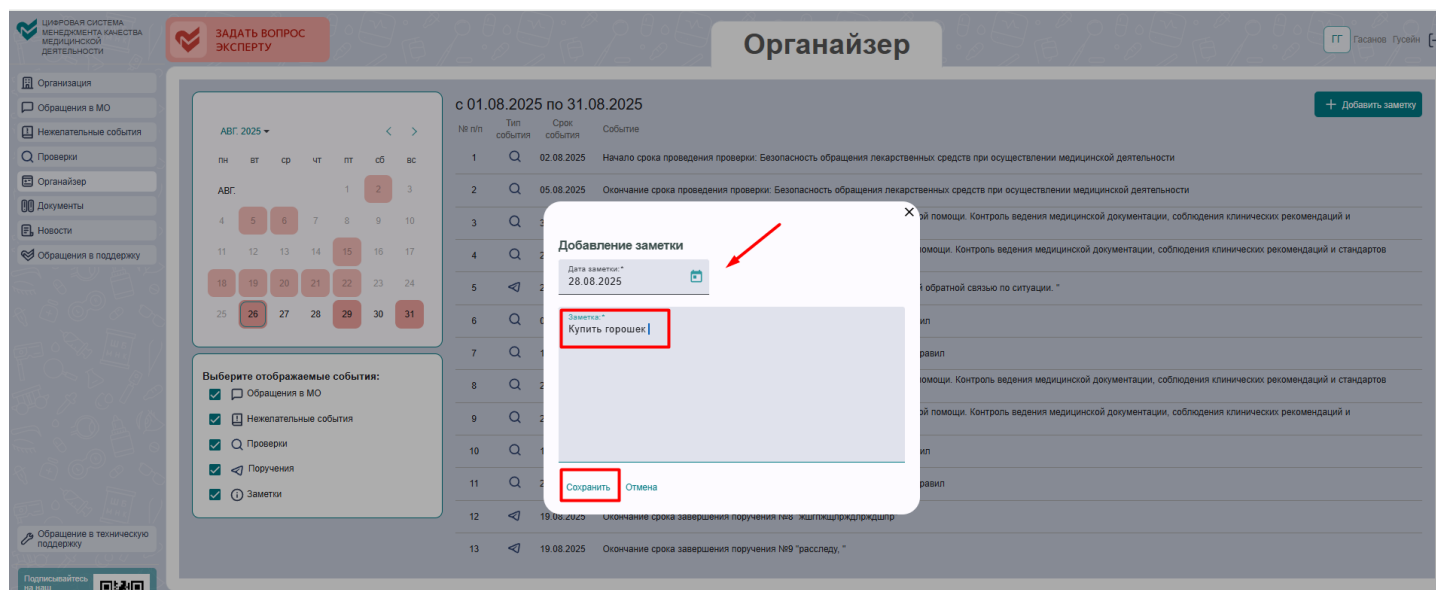 ЦИФРОВАЯ СИСТЕМА
МЕНЕДЖМЕНТА КАЧЕСТВА
МЕДИЦИНСКОЙ
ДЕЯТЕЛЬНОСТИ
ЗАДАТЬ ВОПРОС
ЭКСПЕРТУ
Органайзер
ГГ Гасанов Гусейн
Организация
Обращения в МО
Нежелательные события
Проверки
Органайзер
Документы
Новости
Обращения в поддержку
Обращение в техническую
поддержку
Подписывайтесь
на наш
АВГ. 2025
пн вт ср чт пт сб вс
АВГ. 1 2 3
4 5 6 7 8 9 10
11 12 13 14 15 16 17
18 19 20 21 22 23 24
25 26 27 28 29 30 31
Выберите отображаемые события:
Обращения в МО
Нежелательные события
Проверки
Поручения
Заметки
с 01.08.2025 по 31.08.2025
+ Добавить заметку
№ п/п Тип события Срок события Событие
1 02.08.2025 Начало срока проведения проверки: Безопасность обращения лекарственных средств при осуществлении медицинской деятельности
2 05.08.2025 Окончание срока проведения проверки: Безопасность обращения лекарственных средств при осуществлении медицинской деятельности
3 помощи. Контроль ведения медицинской документации, соблюдения клинических рекомендаций и
4 Контроль ведения медицинской документации, соблюдения клинических рекомендаций и стандартов
5 обратной связью по ситуации. "
6
7
8 Контроль ведения медицинской документации, соблюдения клинических рекомендаций и стандартов
9 помощи. Контроль ведения медицинской документации, соблюдения клинических рекомендаций и
10
11
12 19.08.2025 Окончание срока завершения поручения №8
13 19.08.2025 Окончание срока завершения поручения №9 "расследу, "
Добавление заметки
Дата заметки:*
28.08.2025
Заметка:*
Купить горошек
Сохранить Отмена